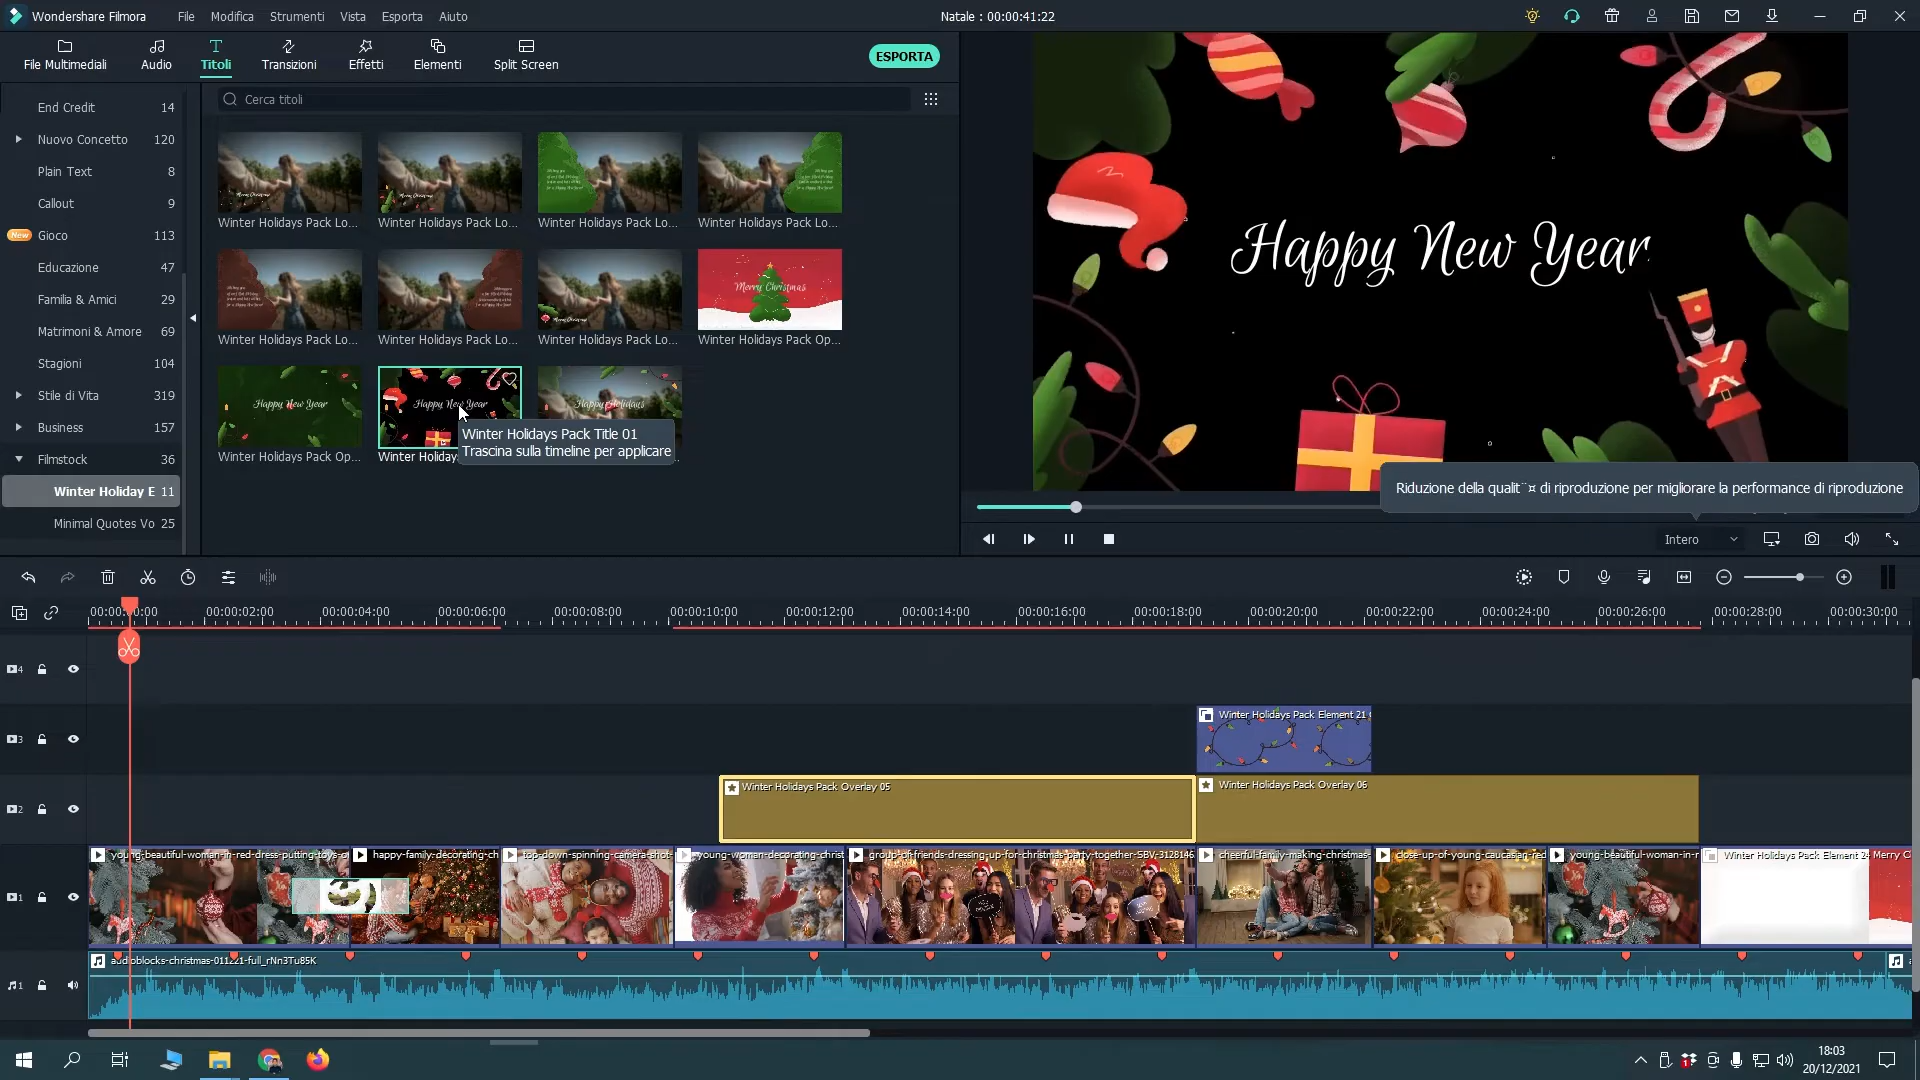 Wondershare Filmora
File Modifica Strumenti Vista Esporta Aiuto
Natale : 00:00:41:22
File Multimediali Audio Titoli Transizioni Effetti Elementi Split Screen
ESPORTA
End Credit 14
Nuovo Concetto 120
Plain Text 8
Callout 9
New Gioco 113
Educazione 47
Familia & Amici 29
Matrimoni & Amore 69
Stagioni 104
Stile di Vita 319
Business 157
Filmstock 36
Winter Holiday E 11
Minimal Quotes Vo 25
Cerca titoli
Winter Holidays Pack Lo... Winter Holidays Pack Lo... Winter Holidays Pack Lo... Winter Holidays Pack Lo...
Merry Christmas
Winter Holidays Pack Lo... Winter Holidays Pack Lo... Winter Holidays Pack Lo... Winter Holidays Pack Op...
Happy New Year Happy New Year Happy Holidays
Winter Holidays Pack Op... Winter Holiday
Winter Holidays Pack Title 01
Trascina sulla timeline per applicare
Happy New Year
Riduzione della qualit¨¤ di riproduzione per migliorare la performance di riproduzione
Intero
00:00:00:00 00:00:02:00 00:00:04:00 00:00:06:00 00:00:08:00 00:00:10:00 00:00:12:00 00:00:14:00 00:00:16:00 00:00:18:00 00:00:20:00 00:00:22:00 00:00:24:00 00:00:26:00 00:00:28:00 00:00:30:00
4
3
Winter Holidays Pack Element 21
2
Winter Holidays Pack Overlay 05
Winter Holidays Pack Overlay 06
1
young-beautiful-woman-in-red-dress-putting-toys-o
happy-family-decorating-ch
top-down-spinning-camera-shot-
young-woman-decorating-christ
group-of-friends-dressing-up-for-christmas-party-together-SBV-3128146
cheerful-family-making-christmas-
close-up-of-young-caucasian-red
young-beautiful-woman-in-r
Winter Holidays Pack Element 24
Merry C
1
audioblocks-christmas-011221-full_rNn3Tu85K
18:03
20/12/2021